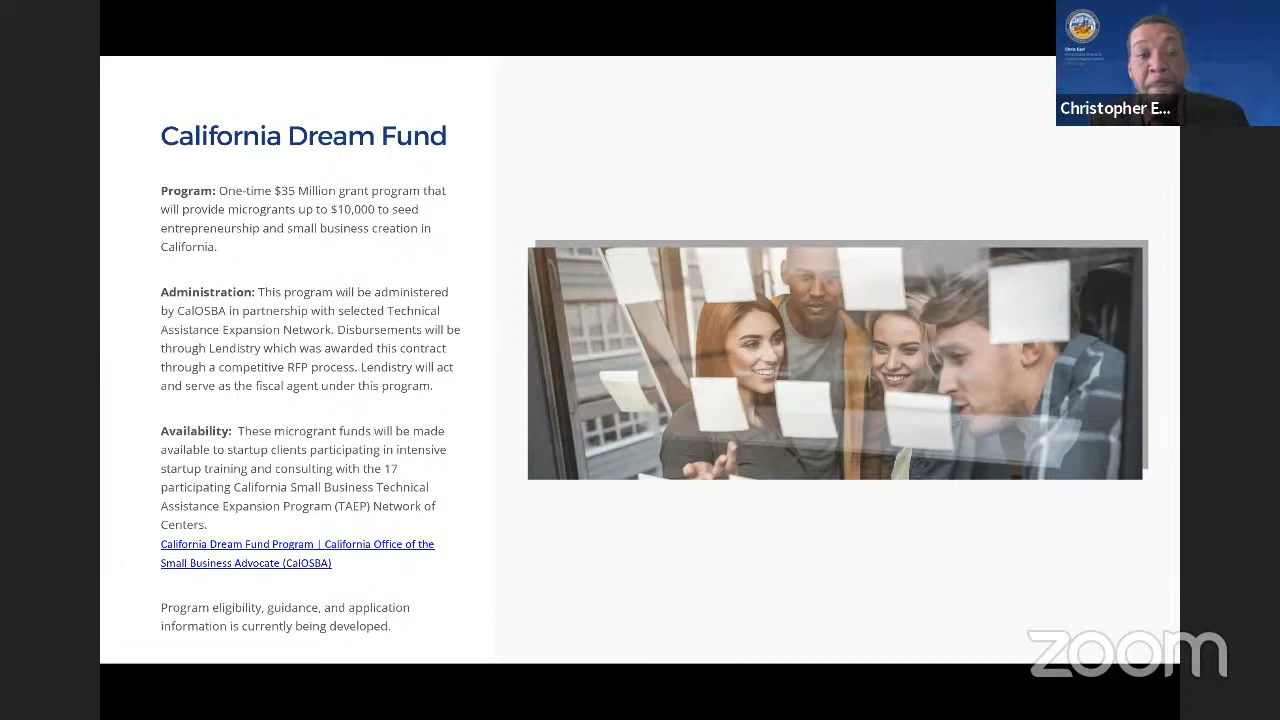 California Dream Fund
Program: One-time $35 Million grant program that
will provide microgrants up to $10,000 to seed
entrepreneurship and small business creation in
California.
Administration: This program will be administered
by CalOSBA in partnership with selected Technical
Assistance Expansion Network. Disbursements will be
through Lendistry which was awarded this contract
through a competitive RFP process. Lendistry will act
and serve as the fiscal agent under this program.
Availability: These microgrant funds will be made
available to startup clients participating in intensive
startup training and consulting with the 17
participating California Small Business Technical
Assistance Expansion Program (TAEP) Network of
Centers.
California Dream Fund Program | California Office of the
Small Business Advocate (CalOSBA)
Program eligibility, guidance, and application
information is currently being developed.
Chris Earl
Christopher E...
zoom